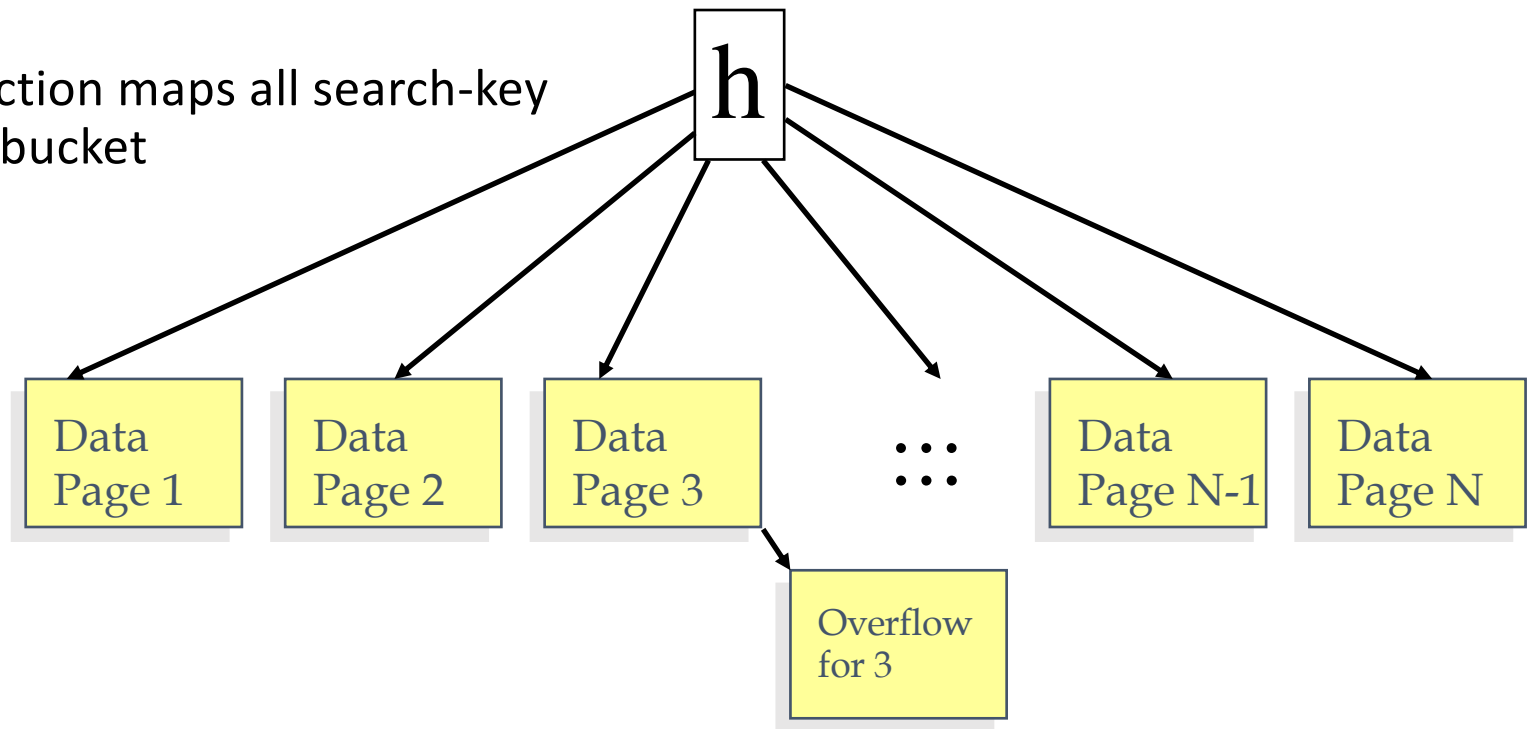 h
ction maps all search-key
bucket
Data
Page 1
Data
Page 2
Data
Page 3
Data
Page N-1
Data
Page N
Overflow
for 3